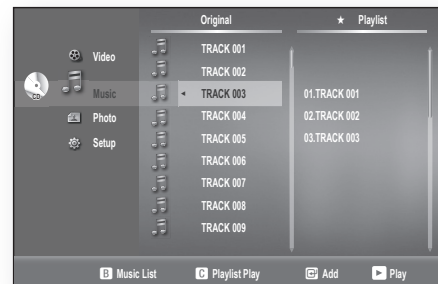 Original
★ Playlist
Video
Music
Photo
Setup
CD
TRACK 001
TRACK 002
◄ TRACK 003
TRACK 004
TRACK 005
TRACK 006
TRACK 007
TRACK 008
TRACK 009
01.TRACK 001
02.TRACK 002
03.TRACK 003
B Music List
C Playlist Play
Add
Play